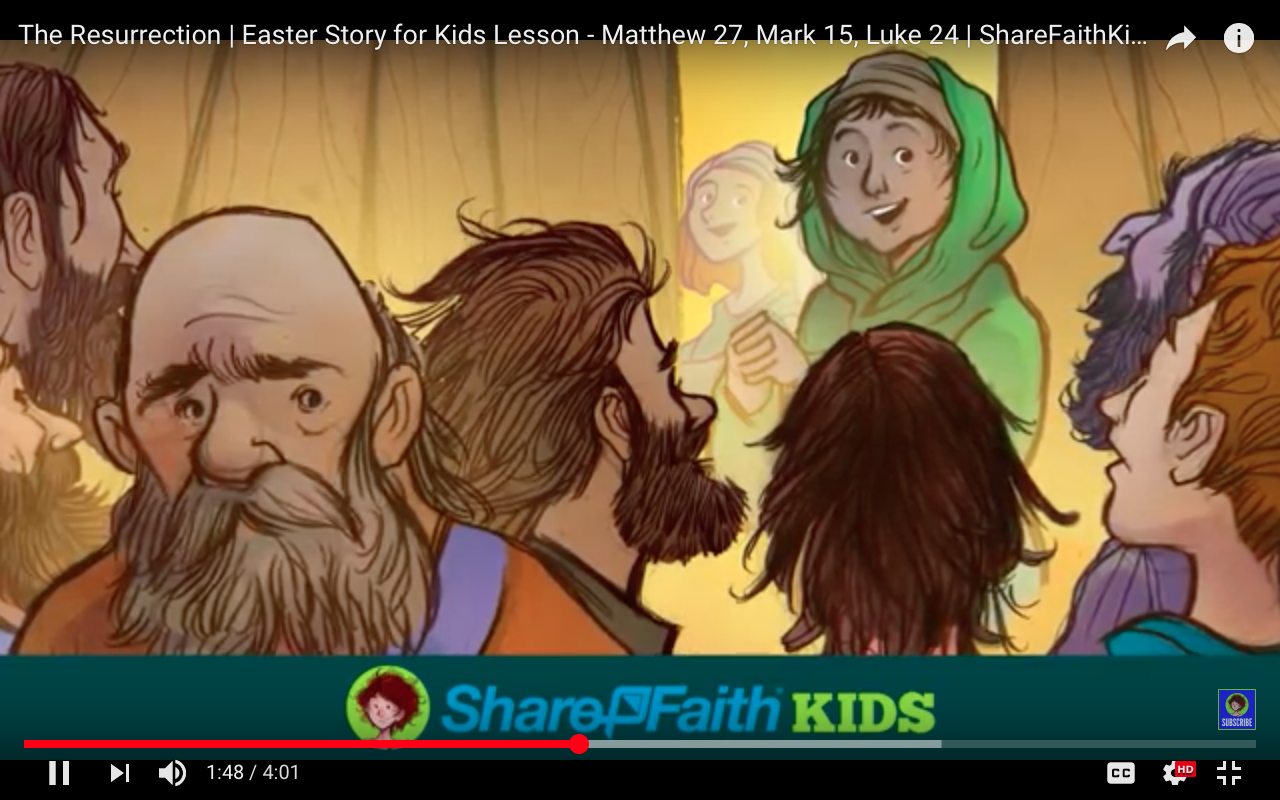 The Resurrection | Easter Story for Kids Lesson - Matthew 27, Mark 15, Luke 24 | ShareFaithKi...
ShareFaith KIDS
SUBSCRIBE
1:48 / 4:01
CC
HD